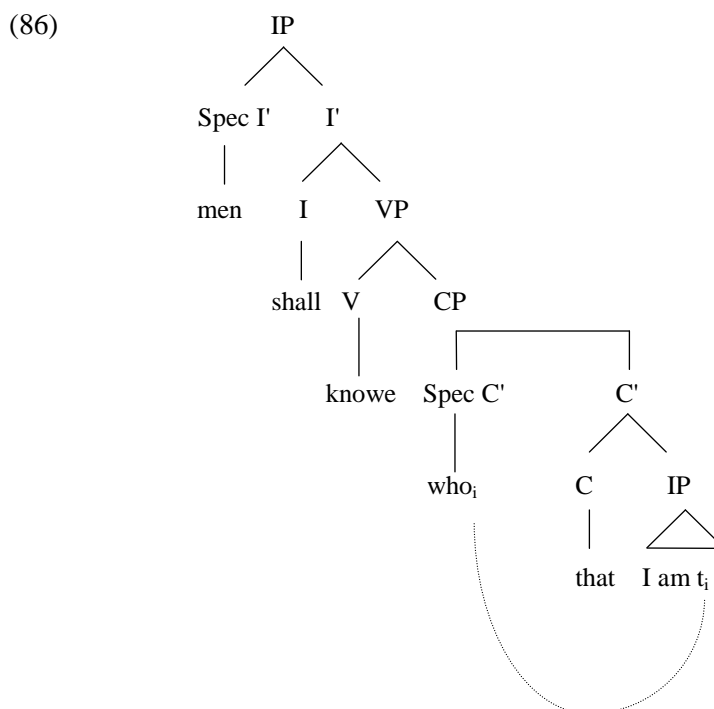 (86) IP
Spec I' I'
men I VP
shall V CP
knowe Spec C' C'
whoi C IP
that I am ti